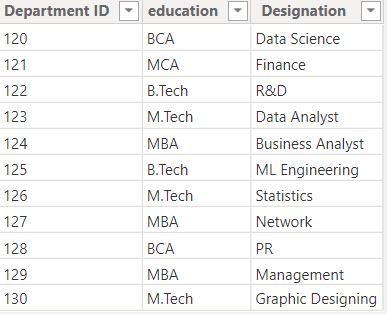 Department ID education Designation
120 BCA Data Science
121 MCA Finance
122 B.Tech R&D
123 M.Tech Data Analyst
124 MBA Business Analyst
125 B.Tech ML Engineering
126 M.Tech Statistics
127 MBA Network
128 BCA PR
129 MBA Management
130 M.Tech Graphic Designing